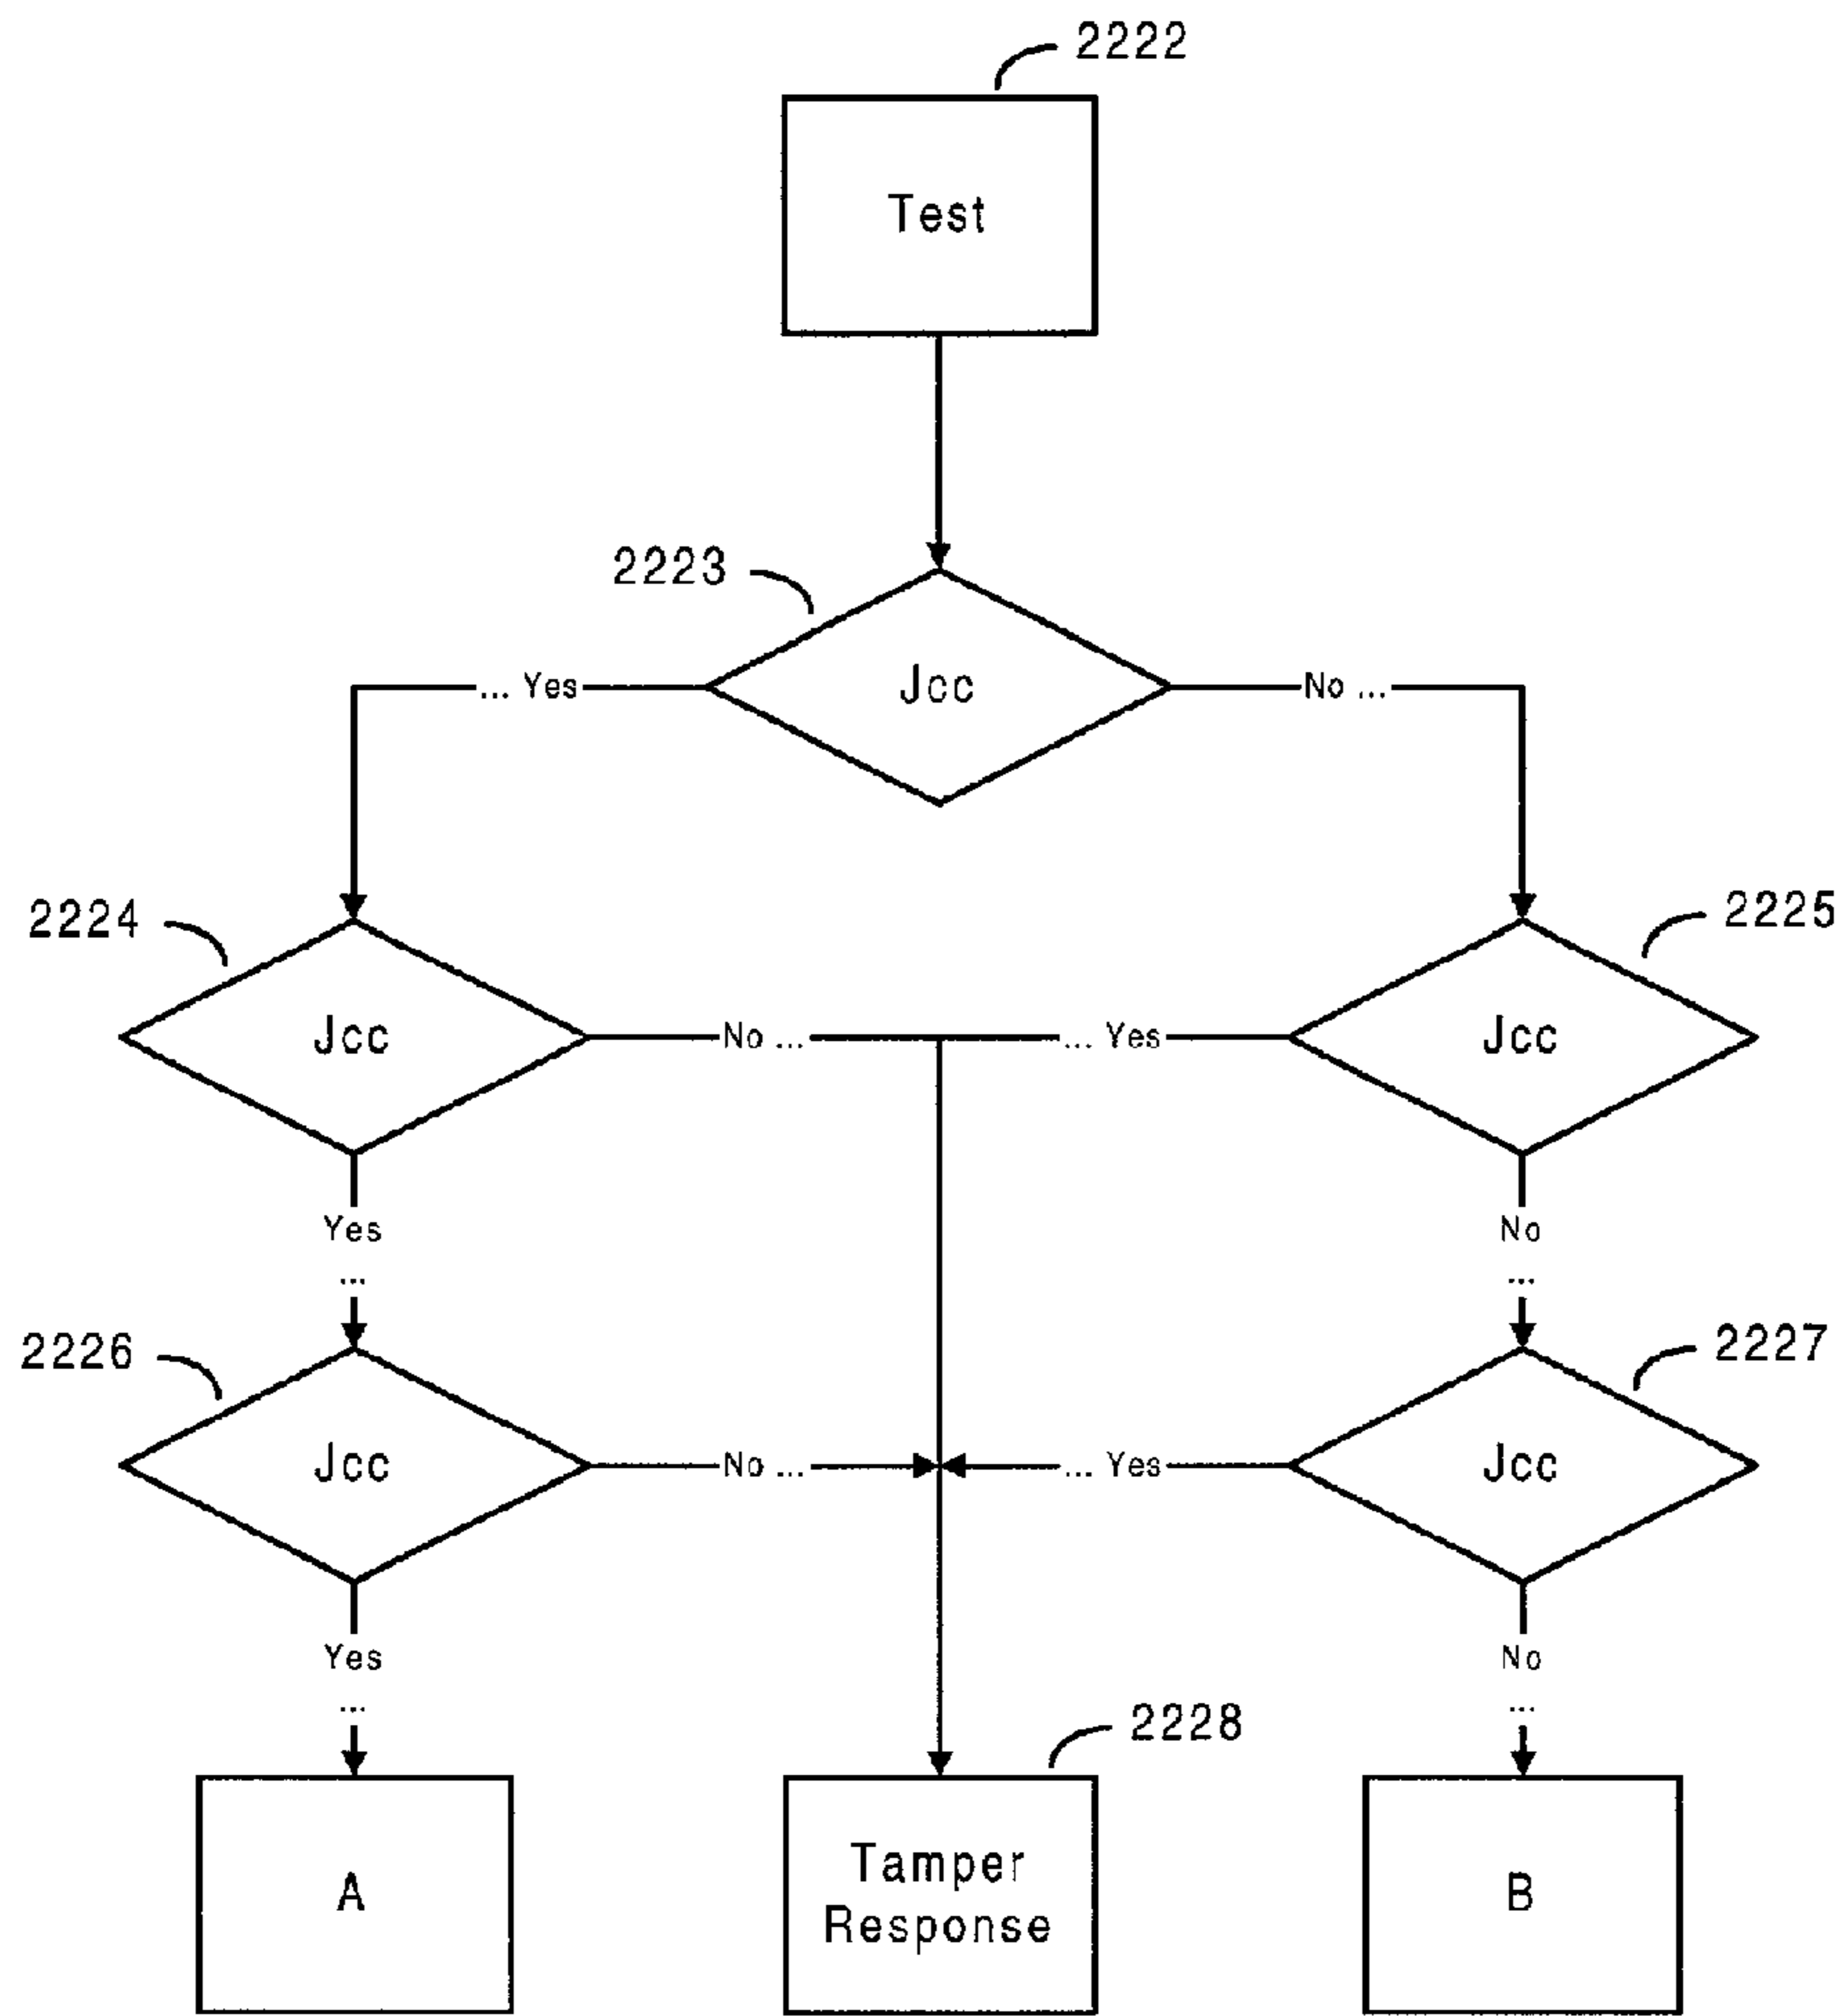 2222
Test
2223
Jcc
... Yes
No ...
2224
2225
Jcc
No ...
... Yes
Jcc
Yes
...
No
...
2226
2227
Jcc
No ...
... Yes
Jcc
Yes
...
No
...
2228
A
Tamper
Response
B